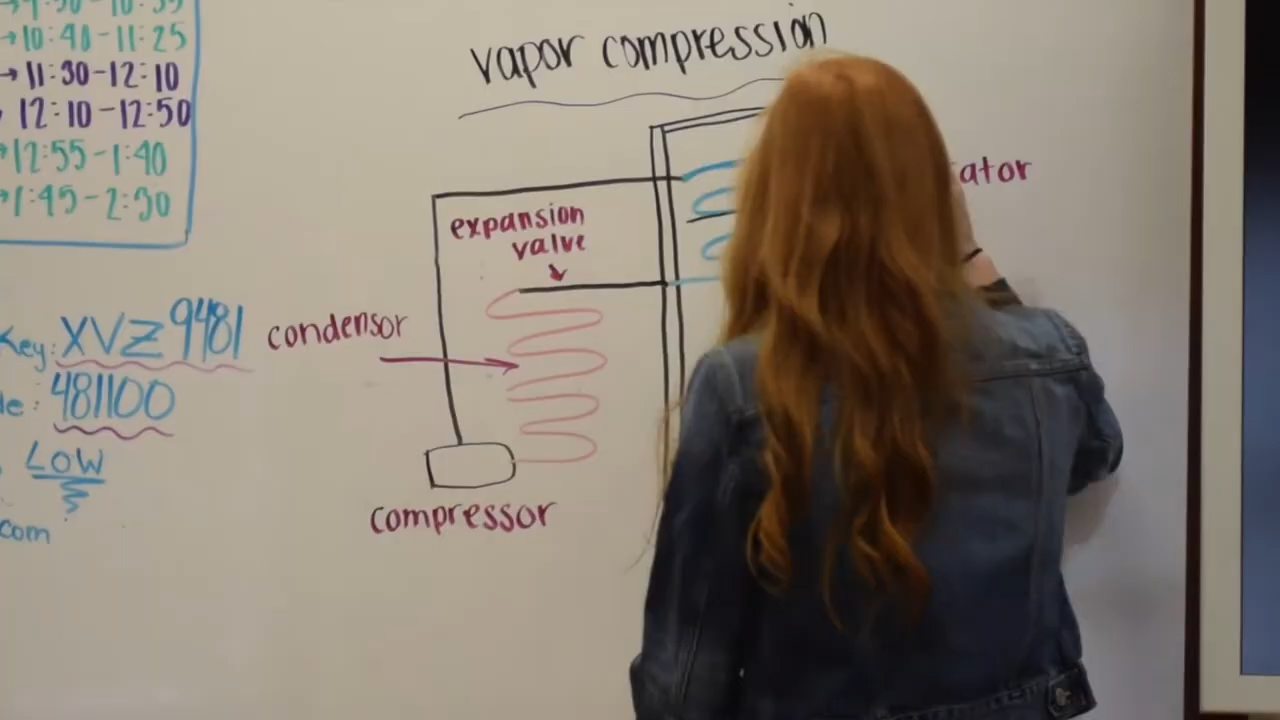 10:40-11:25
11:30-12:10
12:10-12:50
12:55-1:40
1:45-2:30
vapor compression
ator
expansion
valve
condensor
Key: XVZ9481
le: 481100
LOW
com
compressor